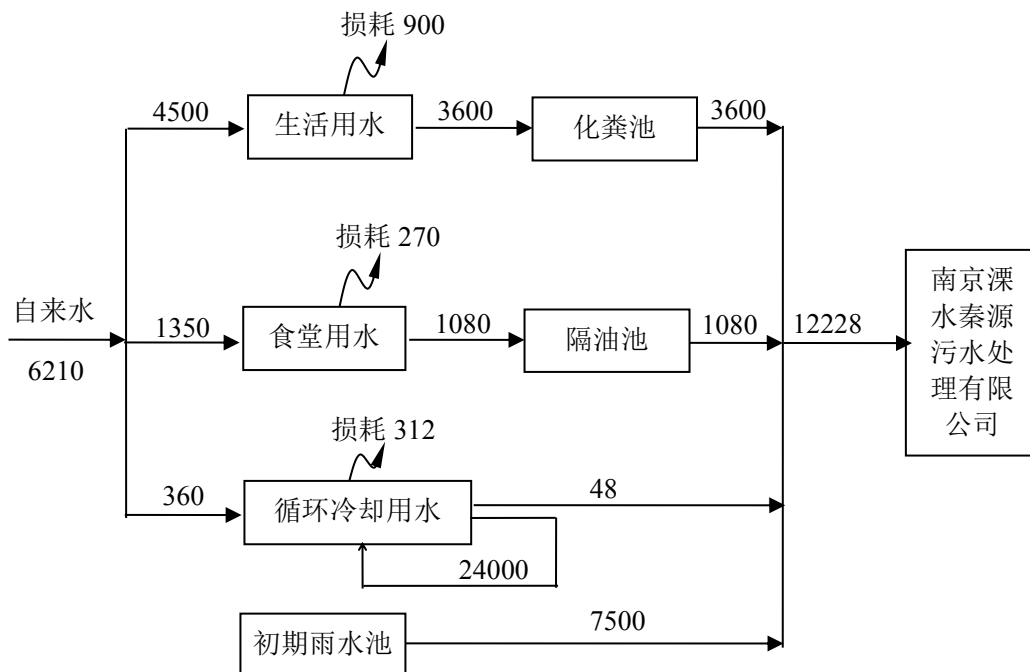 损耗 900
4500
生活用水
3600
化粪池
3600
损耗 270
自来水
6210
1350
食堂用水
1080
隔油池
1080
12228
南京溧
水秦源
污水处
理有限
公司
损耗 312
360
循环冷却用水
48
24000
初期雨水池
7500